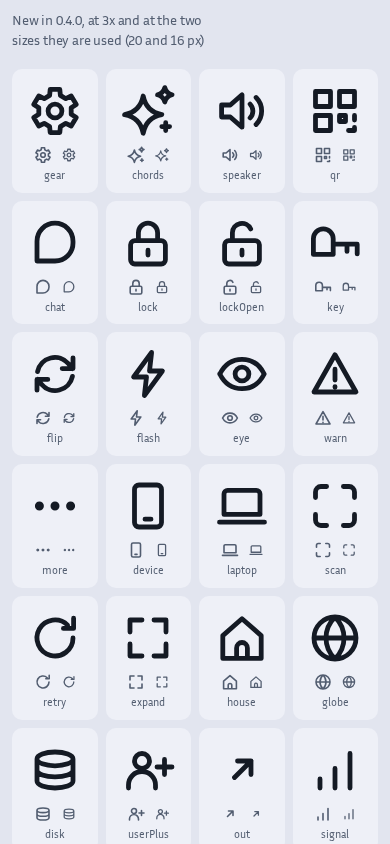 New in 0.4.0, at 3x and at the two
sizes they are used (20 and 16 px)
gear
chords
speaker
qr
chat
lock
lockOpen
key
flip
flash
eye
warn
more
device
laptop
scan
retry
expand
house
globe
disk
userPlus
out
signal